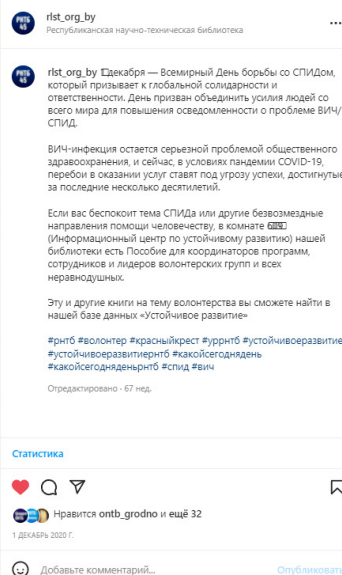 РНТБ
45
rlst_org_by
Республиканская научно-техническая библиотека
...
РНТБ
45
rlst_org_by декабря — Всемирный День борьбы со СПИДом,
который призывает к глобальной солидарности и
ответственности. День призван объединить усилия людей со
всего мира для повышения осведомленности о проблеме ВИЧ/
СПИД.
ВИЧ-инфекция остается серьезной проблемой общественного
здравоохранения, и сейчас, в условиях пандемии COVID-19,
перебои в оказании услуг ставят под угрозу успехи, достигнутые
за последние несколько десятилетий.
Если вас беспокоит тема СПИДа или другие безвозмездные
направления помощи человечеству, в комнате
(Информационный центр по устойчивому развитию) нашей
библиотеки есть Пособие для координаторов программ,
сотрудников и лидеров волонтерских групп и всех
неравнодушных.
Эту и другие книги на тему волонтерства вы сможете найти в
нашей базе данных «Устойчивое развитие»
#рнтб #волонтер #красныйкрест #уррнтб #устойчивоеразвитие
#устойчивоеразвитиернтб #какойсегоднядень
#какойсегодняденьрнтб #спид #вич
Отредактировано · 67 нед.
Статистика
Нравится ontb_grodno и ещё 32
1 ДЕКАБРЬ 2020 Г.
Добавьте комментарий... Опубликовать